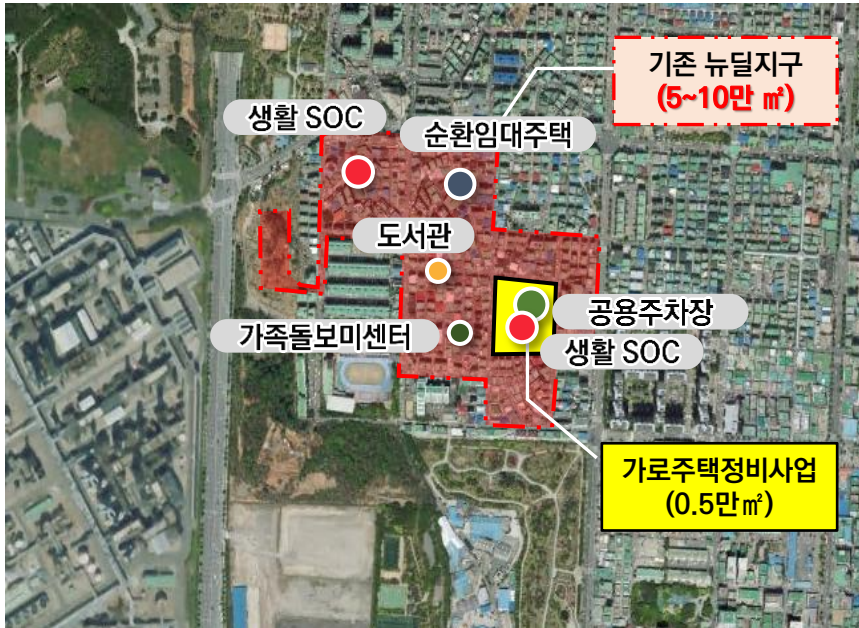 기존 뉴딜지구
(5~10만 ㎡)
생활 SOC
순환임대주택
도서관
공용주차장
가족돌보미센터
생활 SOC
가로주택정비사업
(0.5만㎡)